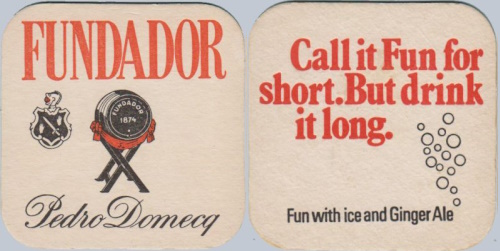 FUNDADOR
FUNDADOR
1874
Pedro Domecq
Call it Fun for
short. But drink
it long.
Fun with ice and Ginger Ale